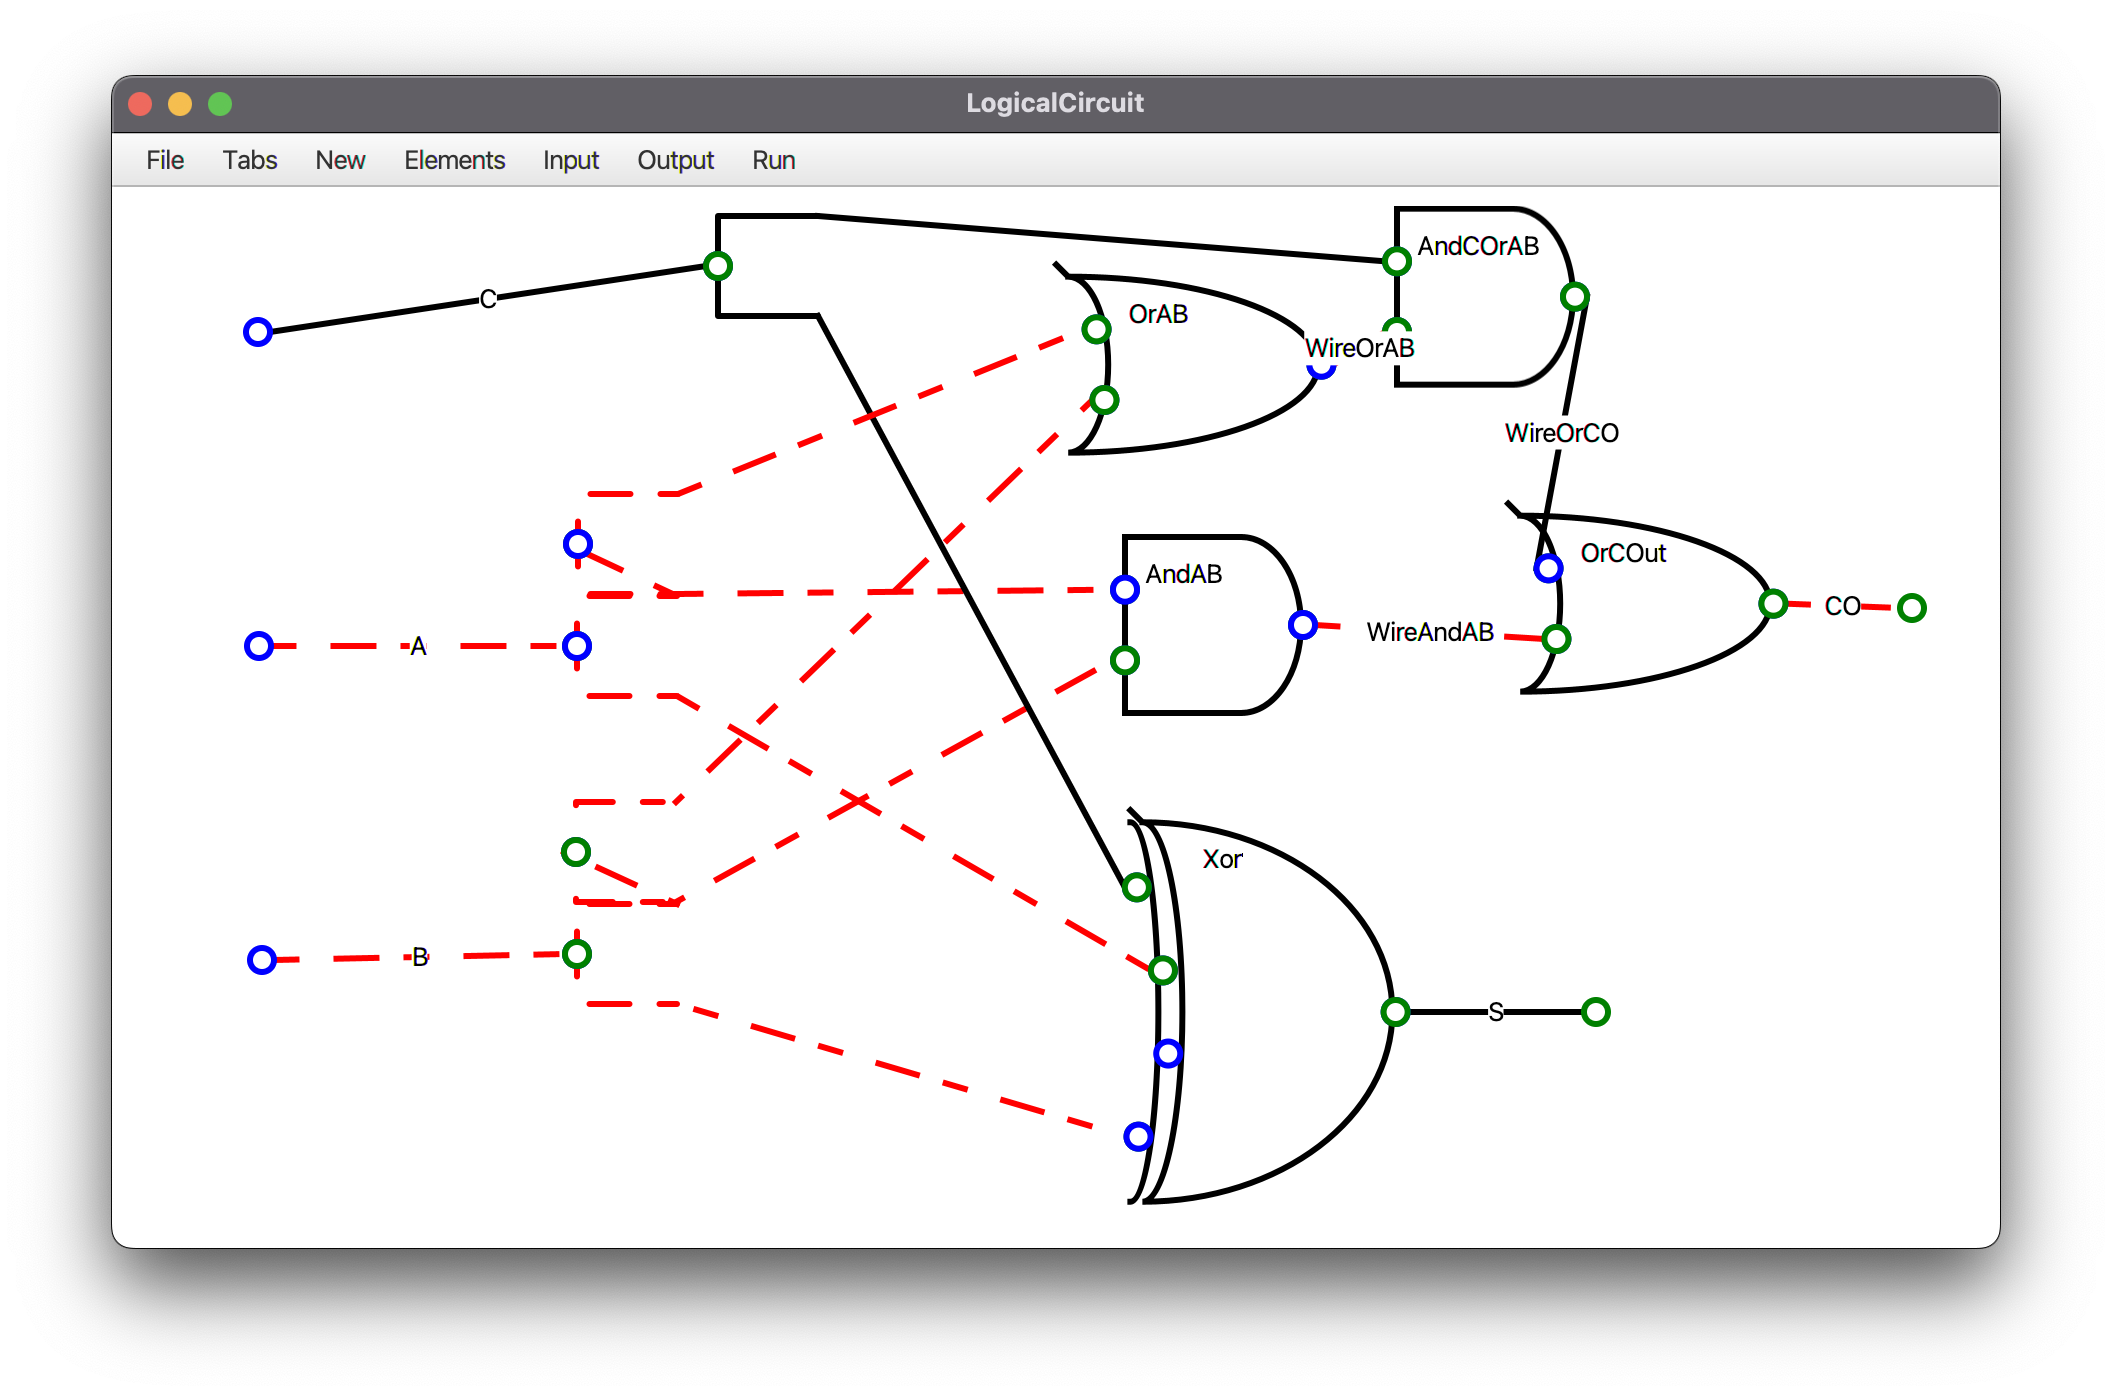 LogicalCircuit
File Tabs New Elements Input Output Run
AndCOrAB
C
OrAB
WireOrAB
WireOrCO
OrCOut
AndAB
CO
WireAndAB
A
Xor
B
S